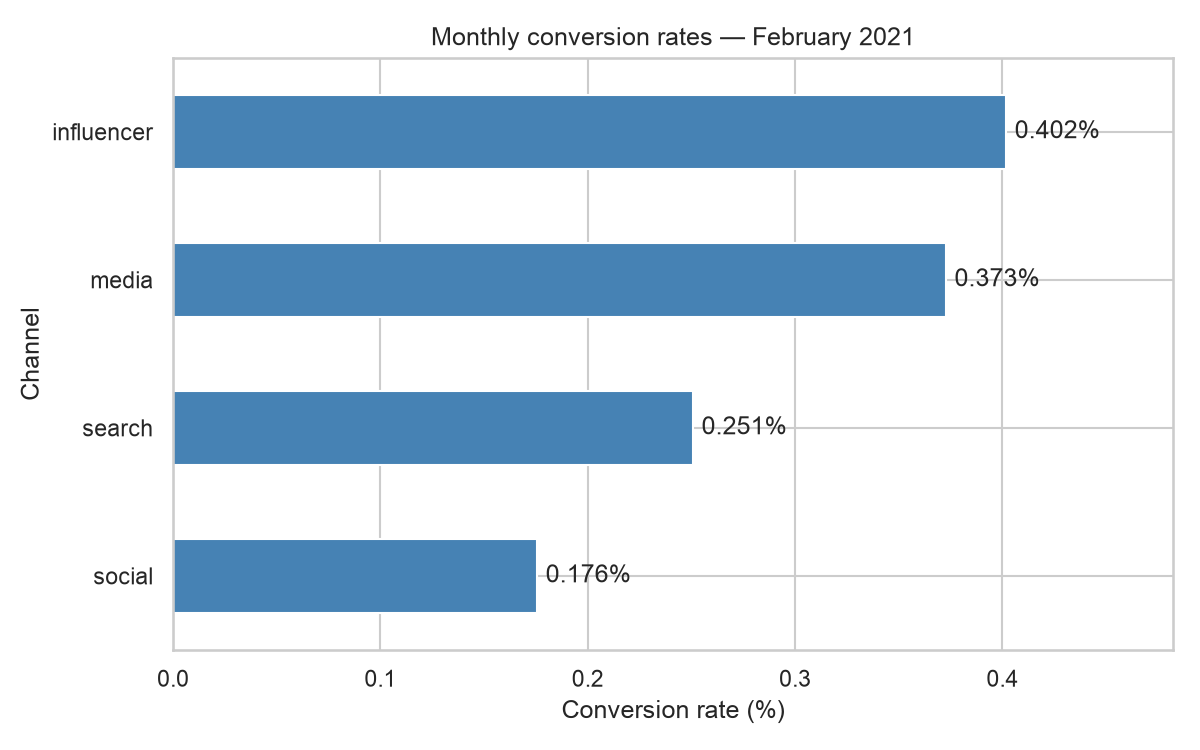 Monthly conversion rates — February 2021
influencer
0.402%
media
0.373%
Channel
search
0.251%
social
0.176%
0.0
0.1
0.2
0.3
0.4
Conversion rate (%)